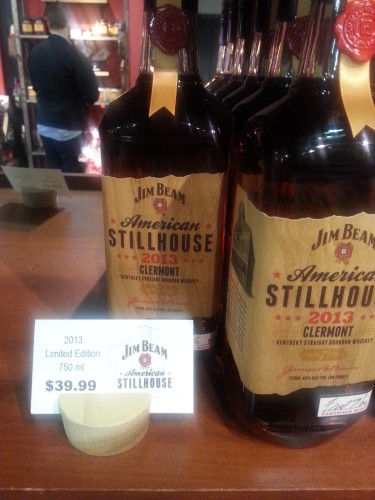 JIM BEAM
American
STILLHOUSE
2013
CLERMONT
KENTUCKY STRAIGHT BOURBON WHISKEY
JIM BEAM
American
STILLHOU
2013
CLERMONT
KENTUCKY STRAIGHT BOURBON WHISKEY
2013
Limited Edition
750 ml
$39.99
JIM BEAM
American
STILLHOUSE